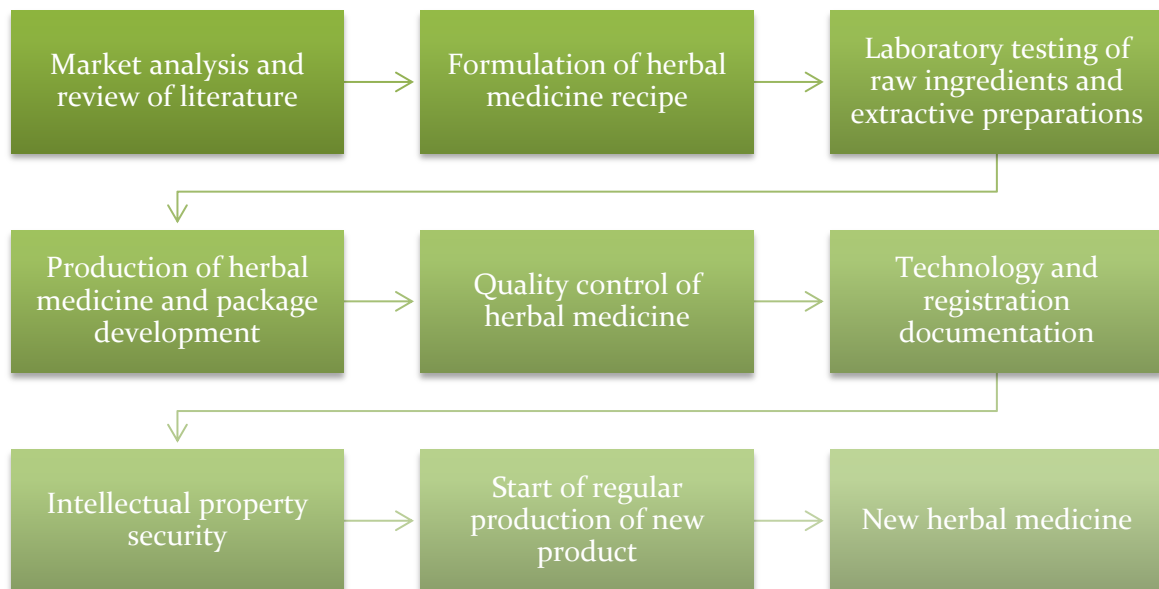 Market analysis and
review of literature
Formulation of herbal
medicine recipe
Laboratory testing of
raw ingredients and
extractive preparations
Production of herbal
medicine and package
development
Quality control of
herbal medicine
Technology and
registration
documentation
Intellectual property
security
Start of regular
production of new
product
New herbal medicine